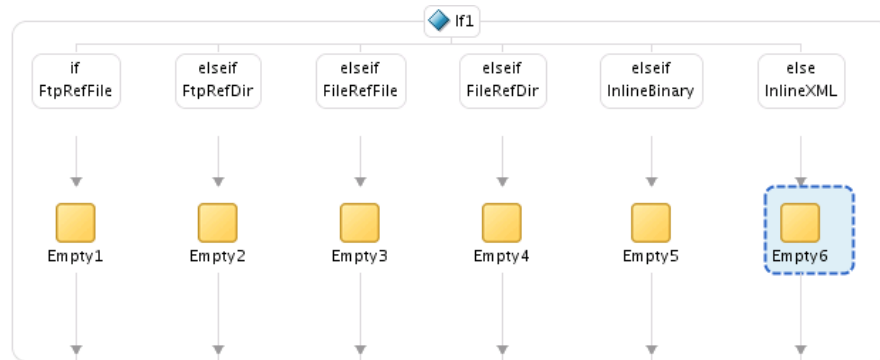 If1
if
FtpRefFile
elseif
FtpRefDir
elseif
FileRefFile
elseif
FileRefDir
elseif
InlineBinary
else
InlineXML
Empty1
Empty2
Empty3
Empty4
Empty5
Empty6